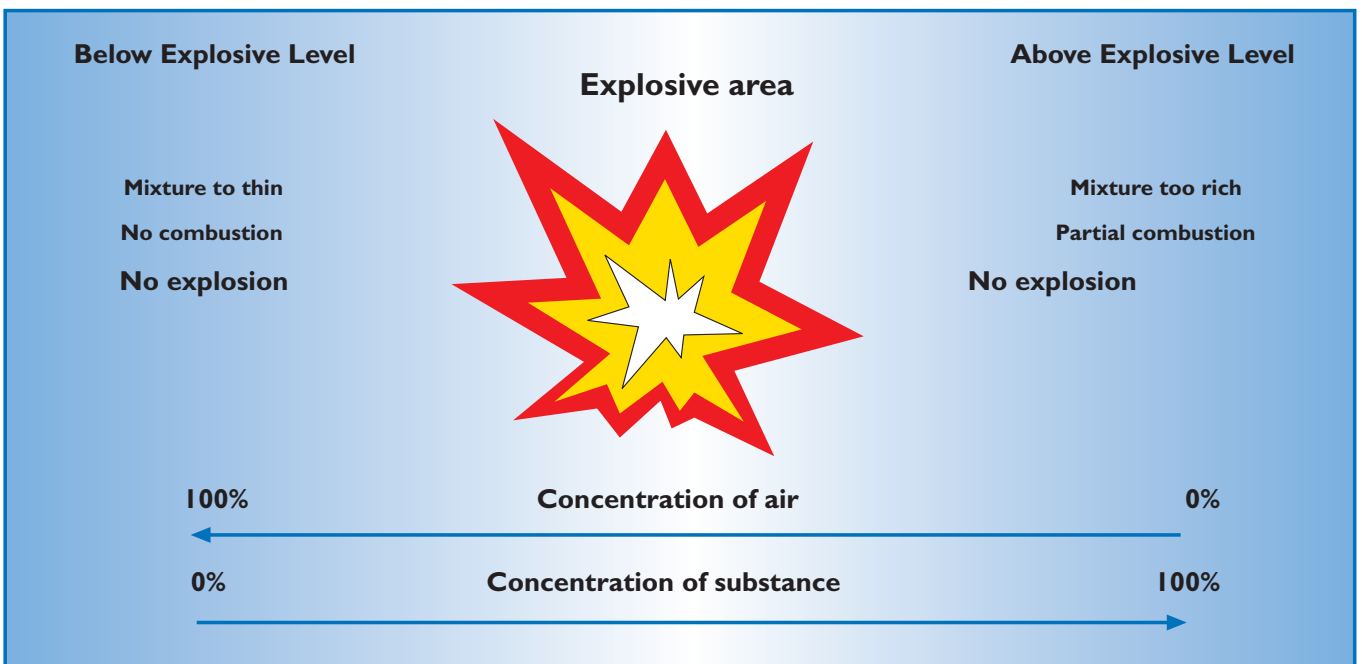 Below Explosive Level
Above Explosive Level
Explosive area
Mixture to thin
Mixture too rich
No combustion
Partial combustion
No explosion
No explosion
100%
Concentration of air
0%
0%
Concentration of substance
100%